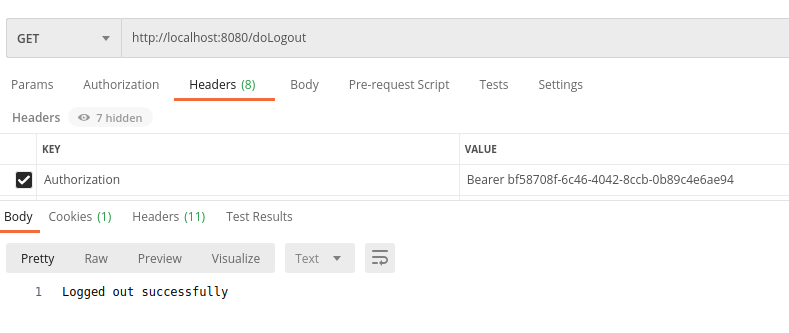 GET http://localhost:8080/doLogout
Params Authorization Headers (8) Body Pre-request Script Tests Settings
Headers 7 hidden
KEY VALUE
Authorization Bearer bf58708f-6c46-4042-8ccb-0b89c4e6ae94
Body Cookies (1) Headers (11) Test Results
Pretty Raw Preview Visualize Text
1 Logged out successfully